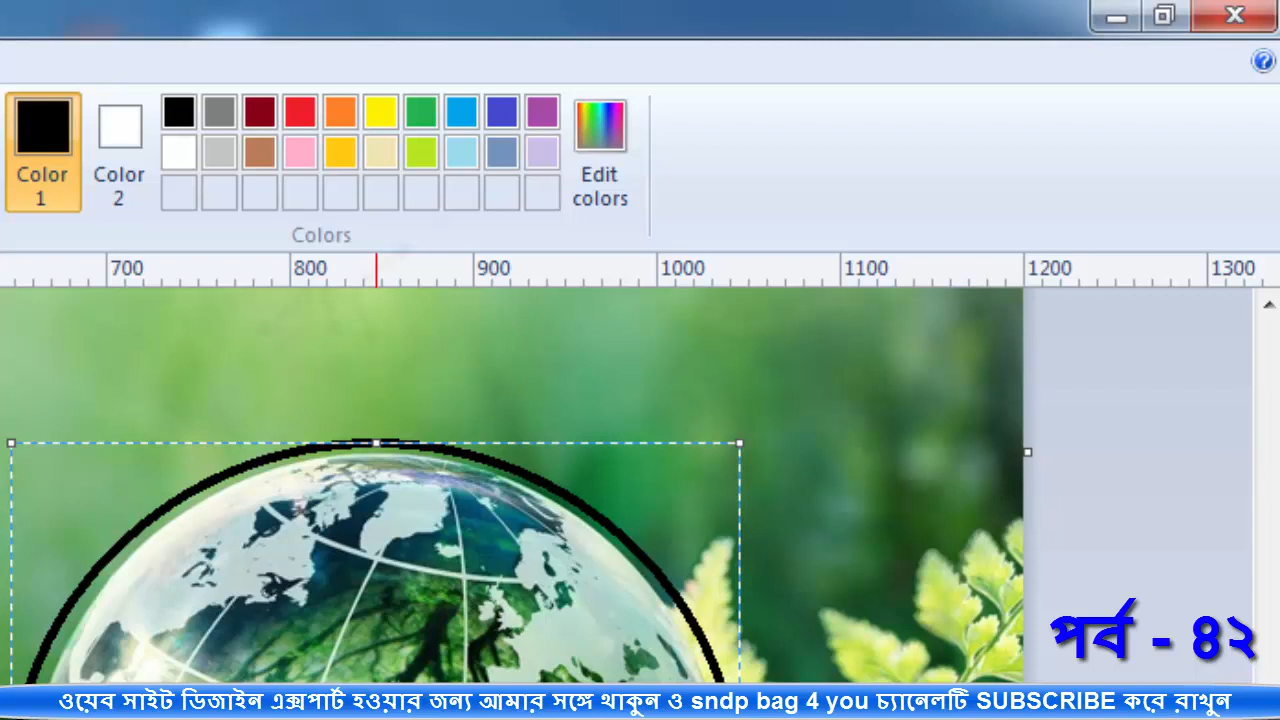 Color 1
Color 2
Edit colors
Colors
700 800 900 1000 1100 1200 1300
পর্ব - ৪২
ওয়েব সাইট ডিজাইন এক্সপার্ট হওয়ার জন্য আমার সঙ্গে থাকুন ও sndp bag 4 you চ্যানেলটি SUBSCRIBE করে রাখুন